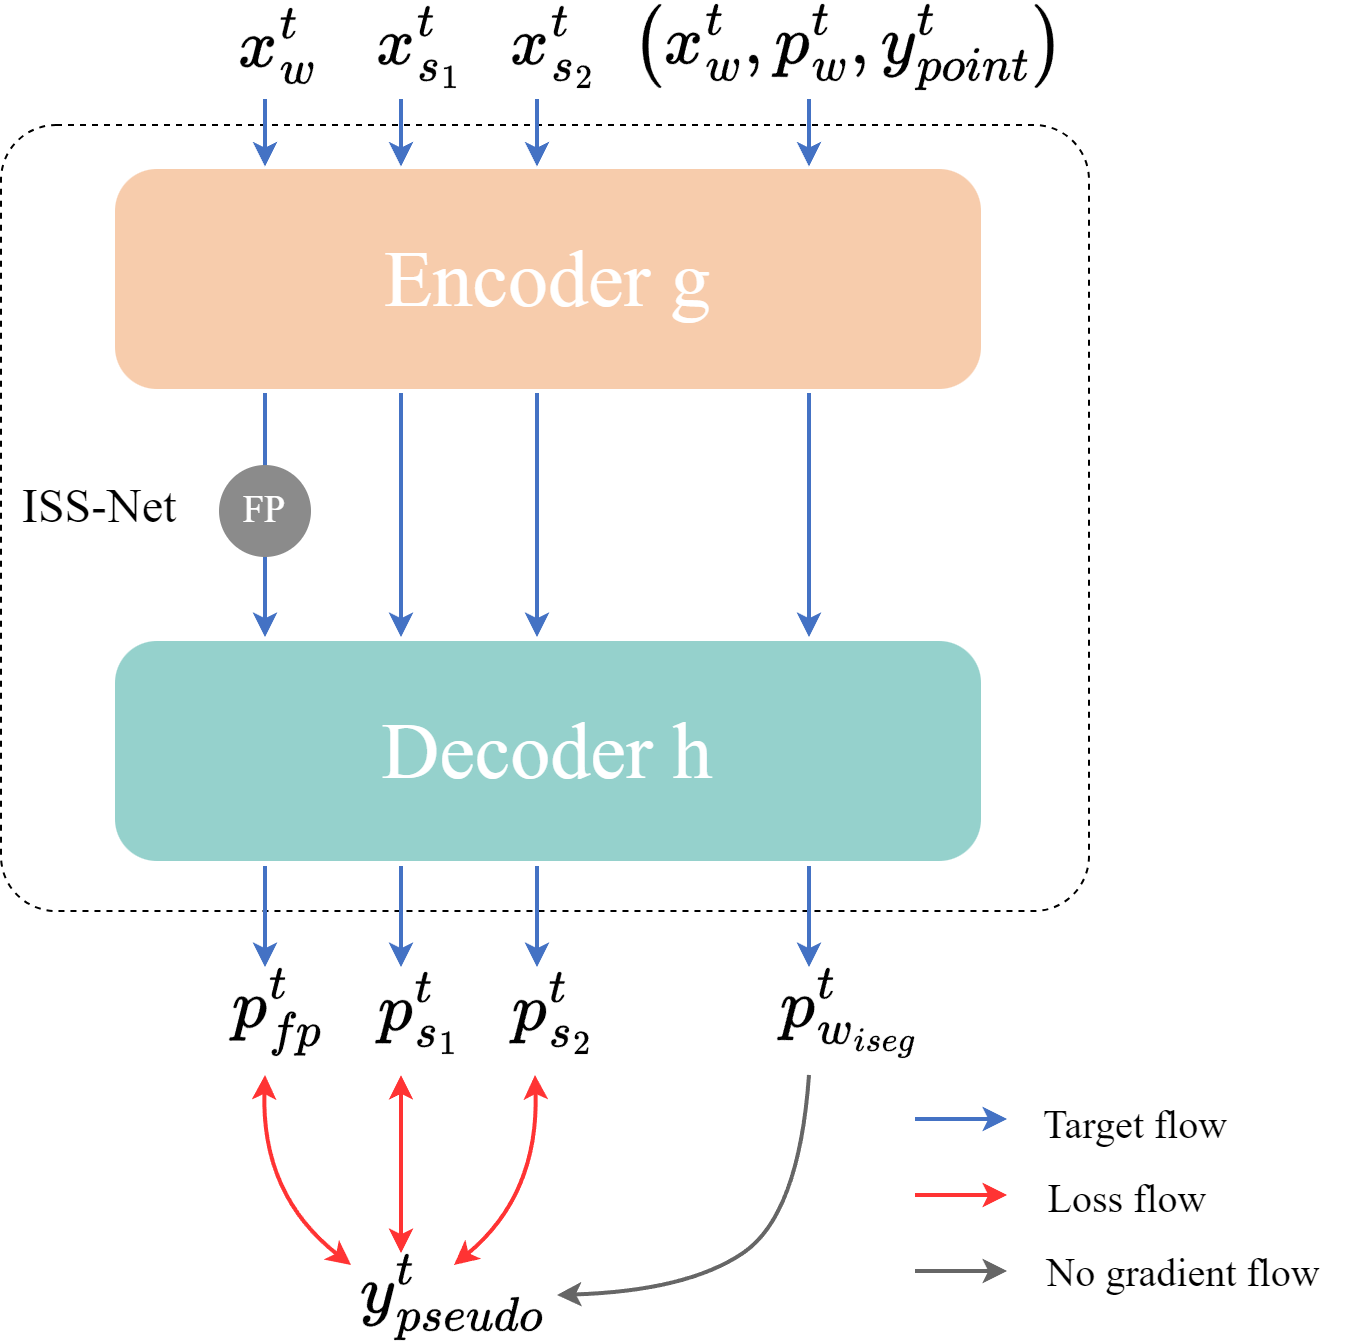 $x_w^t$ $x_{s_1}^t$ $x_{s_2}^t$ $(x_w^t, p_w^t, y_{point}^t)$
Encoder g
ISS-Net FP
Decoder h
$p_{fp}^t$ $p_{s_1}^t$ $p_{s_2}^t$ $p_{w_{iseg}}^t$
Target flow
Loss flow
No gradient flow
$y_{pseudo}^t$